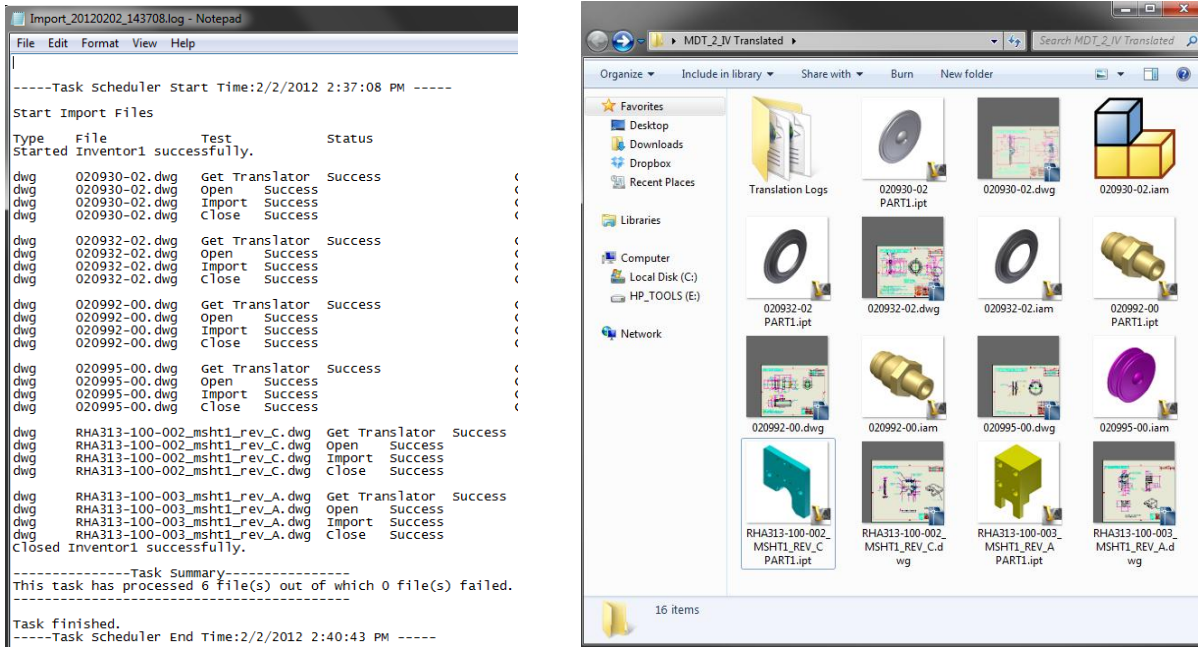 Import_20120202_143708.log - Notepad
File Edit Format View Help
-----Task Scheduler Start Time:2/2/2012 2:37:08 PM -----
Start Import Files
Type File Test Status
Started Inventor1 successfully.
dwg 020930-02.dwg Get Translator Success
dwg 020930-02.dwg Open Success
dwg 020930-02.dwg Import Success
dwg 020930-02.dwg Close Success
dwg 020932-02.dwg Get Translator Success
dwg 020932-02.dwg Open Success
dwg 020932-02.dwg Import Success
dwg 020932-02.dwg Close Success
dwg 020992-00.dwg Get Translator Success
dwg 020992-00.dwg Open Success
dwg 020992-00.dwg Import Success
dwg 020992-00.dwg Close Success
dwg 020995-00.dwg Get Translator Success
dwg 020995-00.dwg Open Success
dwg 020995-00.dwg Import Success
dwg 020995-00.dwg Close Success
dwg RHA313-100-002_msht1_rev_C.dwg Get Translator Success
dwg RHA313-100-002_msht1_rev_C.dwg Open Success
dwg RHA313-100-002_msht1_rev_C.dwg Import Success
dwg RHA313-100-002_msht1_rev_C.dwg Close Success
dwg RHA313-100-003_msht1_rev_A.dwg Get Translator Success
dwg RHA313-100-003_msht1_rev_A.dwg Open Success
dwg RHA313-100-003_msht1_rev_A.dwg Import Success
dwg RHA313-100-003_msht1_rev_A.dwg Close Success
Closed Inventor1 successfully.
---------------Task Summary----------------
This task has processed 6 file(s) out of which 0 file(s) failed.
-------------------------------------------
Task finished.
-----Task Scheduler End Time:2/2/2012 2:40:43 PM -----
MDT_2_IV Translated
Search MDT_2_IV Translated
Organize Include in library Share with Burn New folder
Favorites
Desktop
Downloads
Dropbox
Recent Places
Libraries
Computer
Local Disk (C:)
HP_TOOLS (E:)
Network
Translation Logs
020930-02
PART1.ipt
020930-02.dwg
020930-02.iam
020932-02
PART1.ipt
020932-02.dwg
020932-02.iam
020992-00
PART1.ipt
020992-00.dwg
020992-00.iam
020995-00.dwg
020995-00.iam
RHA313-100-002_
MSHT1_REV_C
PART1.ipt
RHA313-100-002_
MSHT1_REV_C.d
wg
RHA313-100-003_
MSHT1_REV_A
PART1.ipt
RHA313-100-003_
MSHT1_REV_A.d
wg
16 items